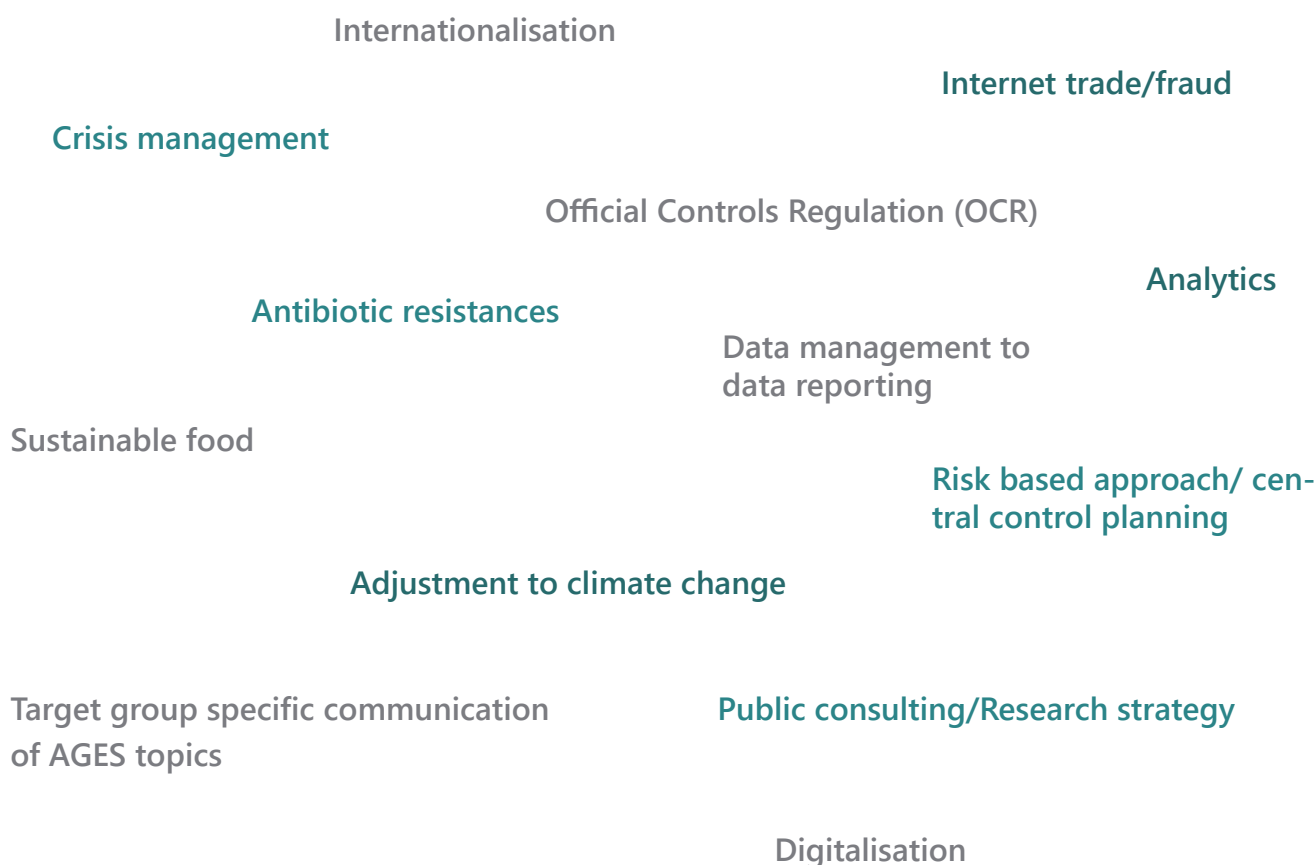 Internationalisation
Internet trade/fraud
Crisis management
Official Controls Regulation (OCR)
Analytics
Antibiotic resistances
Data management to
data reporting
Sustainable food
Risk based approach/ cen-
tral control planning
Adjustment to climate change
Target group specific communication
of AGES topics
Public consulting/Research strategy
Digitalisation